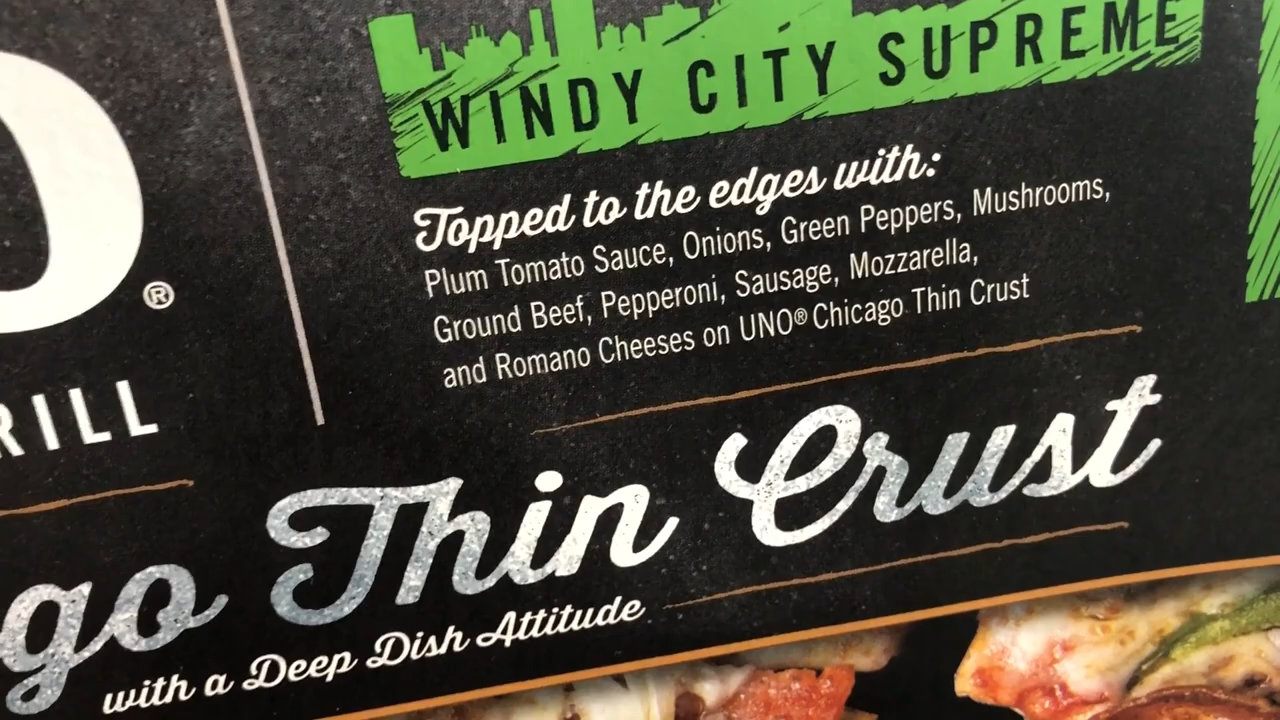 WINDY CITY SUPREME
Topped to the edges with:
Plum Tomato Sauce, Onions, Green Peppers, Mushrooms,
Ground Beef, Pepperoni, Sausage, Mozzarella,
and Romano Cheeses on UNO® Chicago Thin Crust
O®
RILL
go Thin Crust
with a Deep Dish Attitude